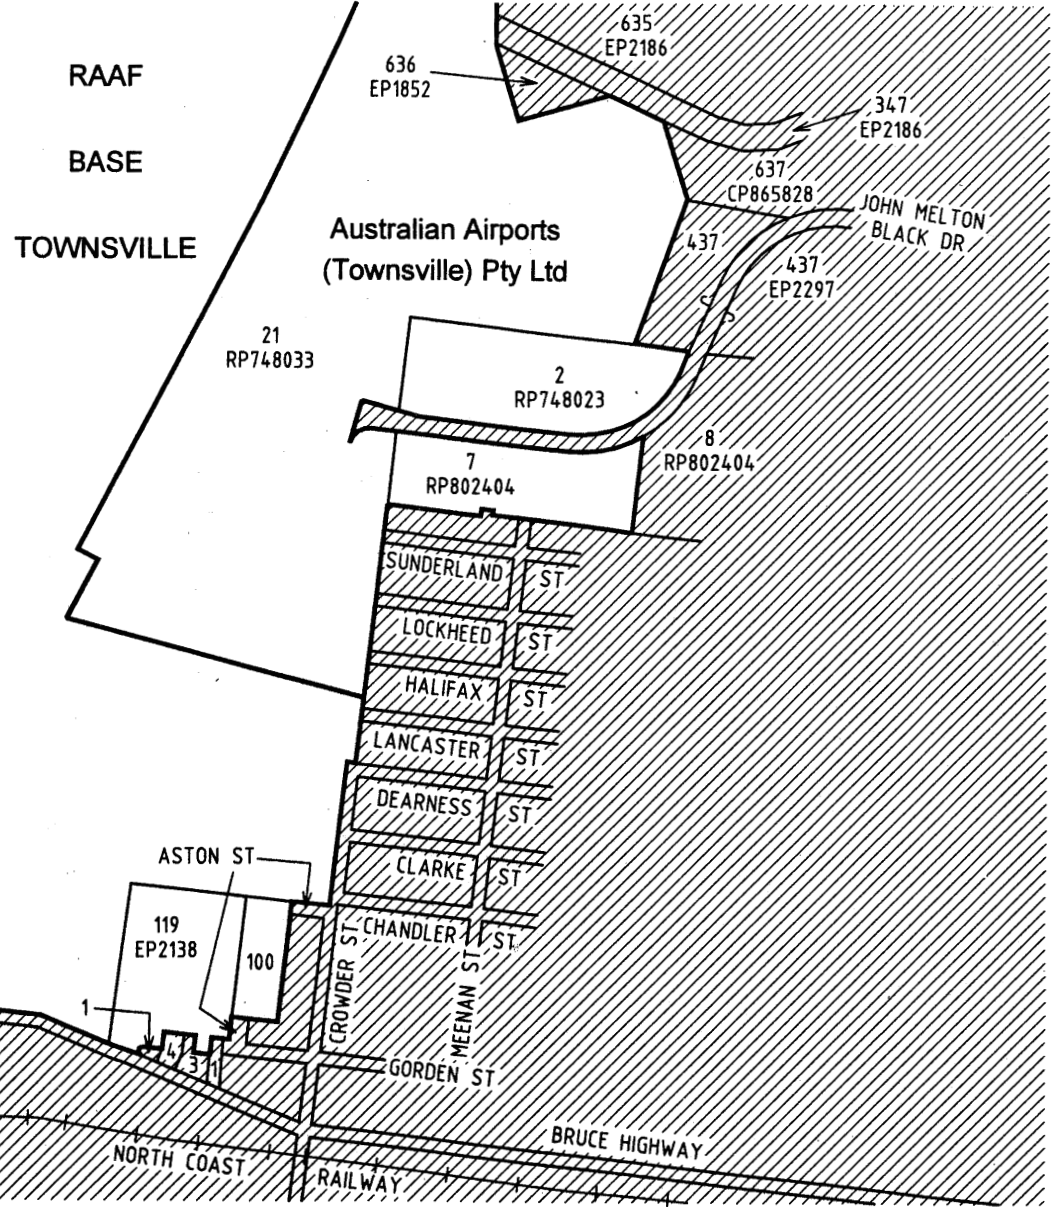 635
EP2186
RAAF
636
EP1852
347
EP2186
BASE
637
CP865828
JOHN MELTON
BLACK DR
TOWNSVILLE
Australian Airports
(Townsville) Pty Ltd
437
437
EP2297
21
RP748033
2
RP748023
8
RP802404
7
RP802404
SUNDERLAND ST
LOCKHEED ST
HALIFAX ST
LANCASTER ST
DEARNESS ST
CLARKE ST
ASTON ST
CHANDLER ST
119
EP2138
100
CROWDER ST
MEENAN ST
1
4
3
1
GORDEN ST
BRUCE HIGHWAY
NORTH COAST RAILWAY